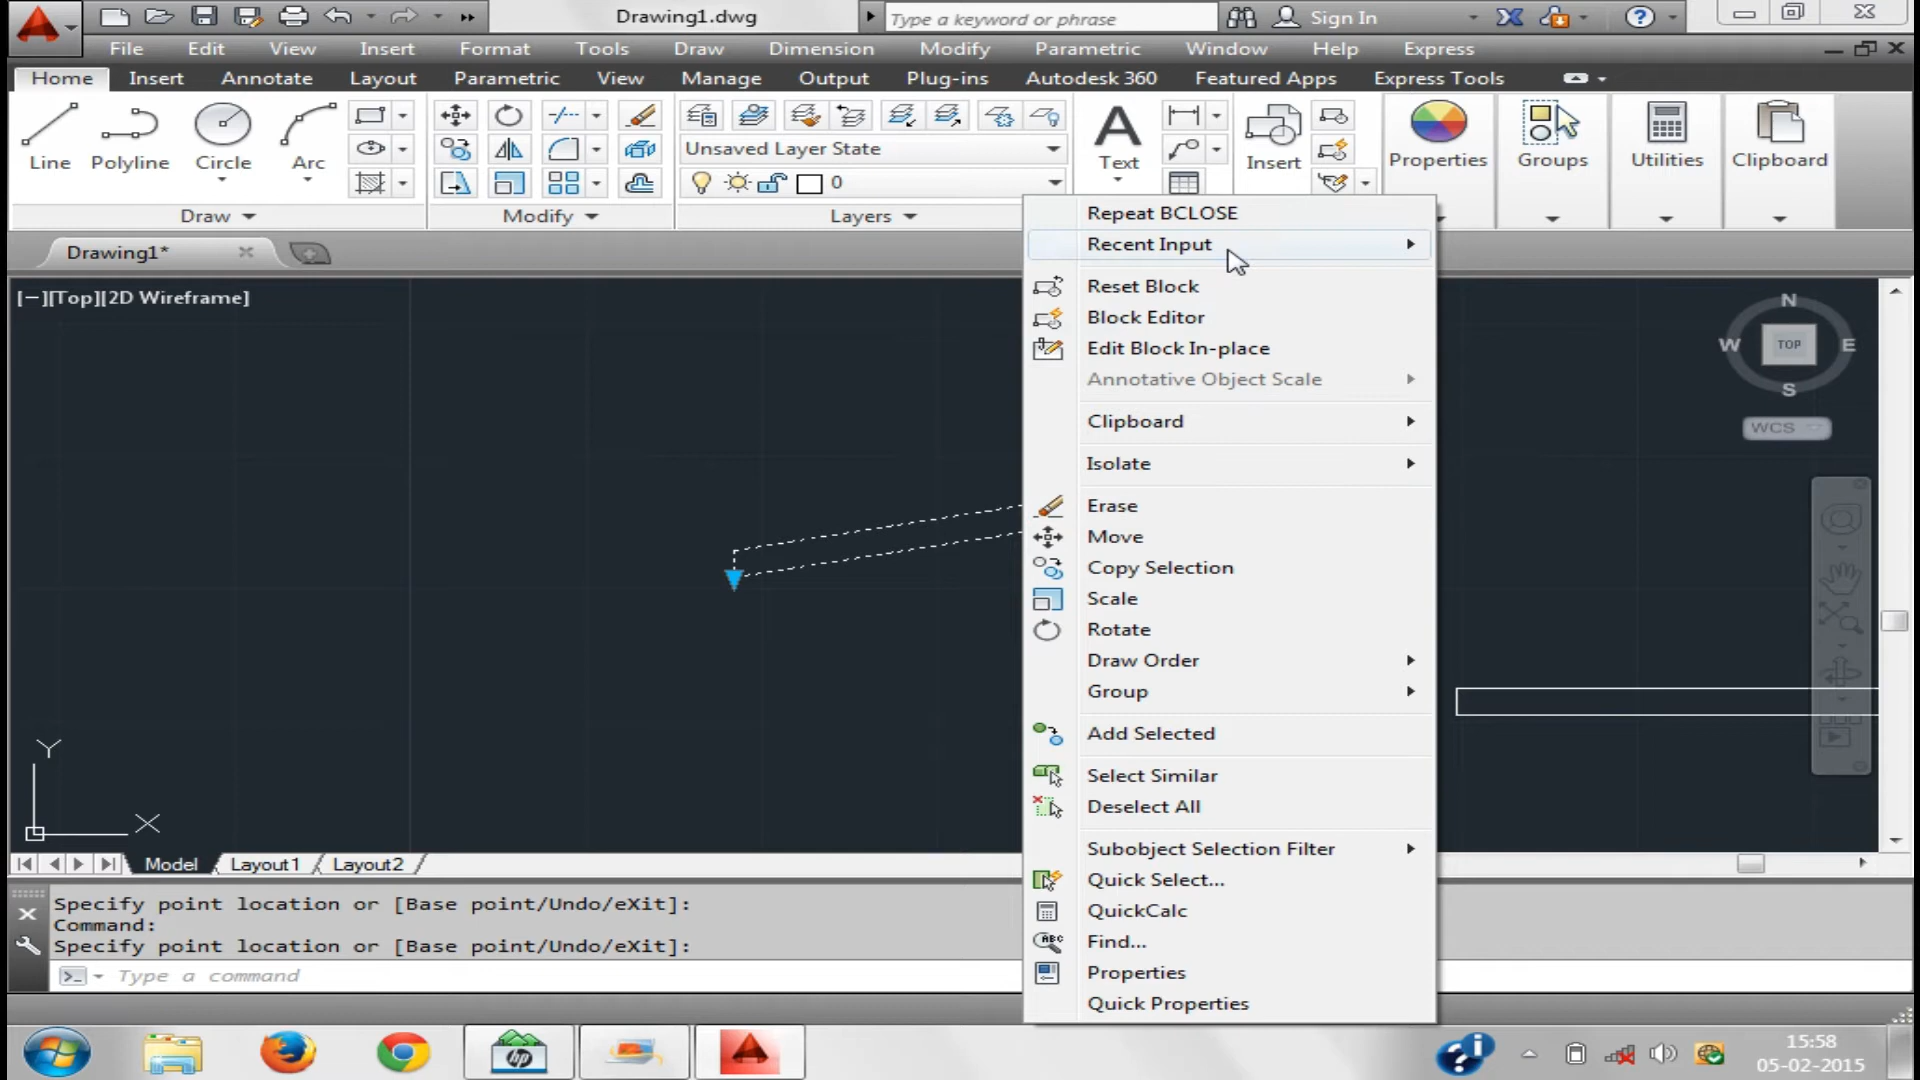 Drawing1.dwg
Type a keyword or phrase
Sign In
File Edit View Insert Format Tools Draw Dimension Modify Parametric Window Help Express
Home Insert Annotate Layout Parametric View Manage Output Plug-ins Autodesk 360 Featured Apps Express Tools
Line Polyline Circle Arc
Unsaved Layer State
0
Text Insert Properties Groups Utilities Clipboard
Draw Modify Layers
Drawing1*
[−][Top][2D Wireframe]
N
W TOP E
S
WCS
Repeat BCLOSE
Recent Input
Reset Block
Block Editor
Edit Block In-place
Annotative Object Scale
Clipboard
Isolate
Erase
Move
Copy Selection
Scale
Rotate
Draw Order
Group
Add Selected
Select Similar
Deselect All
Subobject Selection Filter
Quick Select...
QuickCalc
ABC Find...
Properties
Quick Properties
Y
X
Model Layout1 Layout2
Specify point location or [Base point/Undo/eXit]:
Command:
Specify point location or [Base point/Undo/eXit]:
Type a command
hp
15:58
05-02-2015